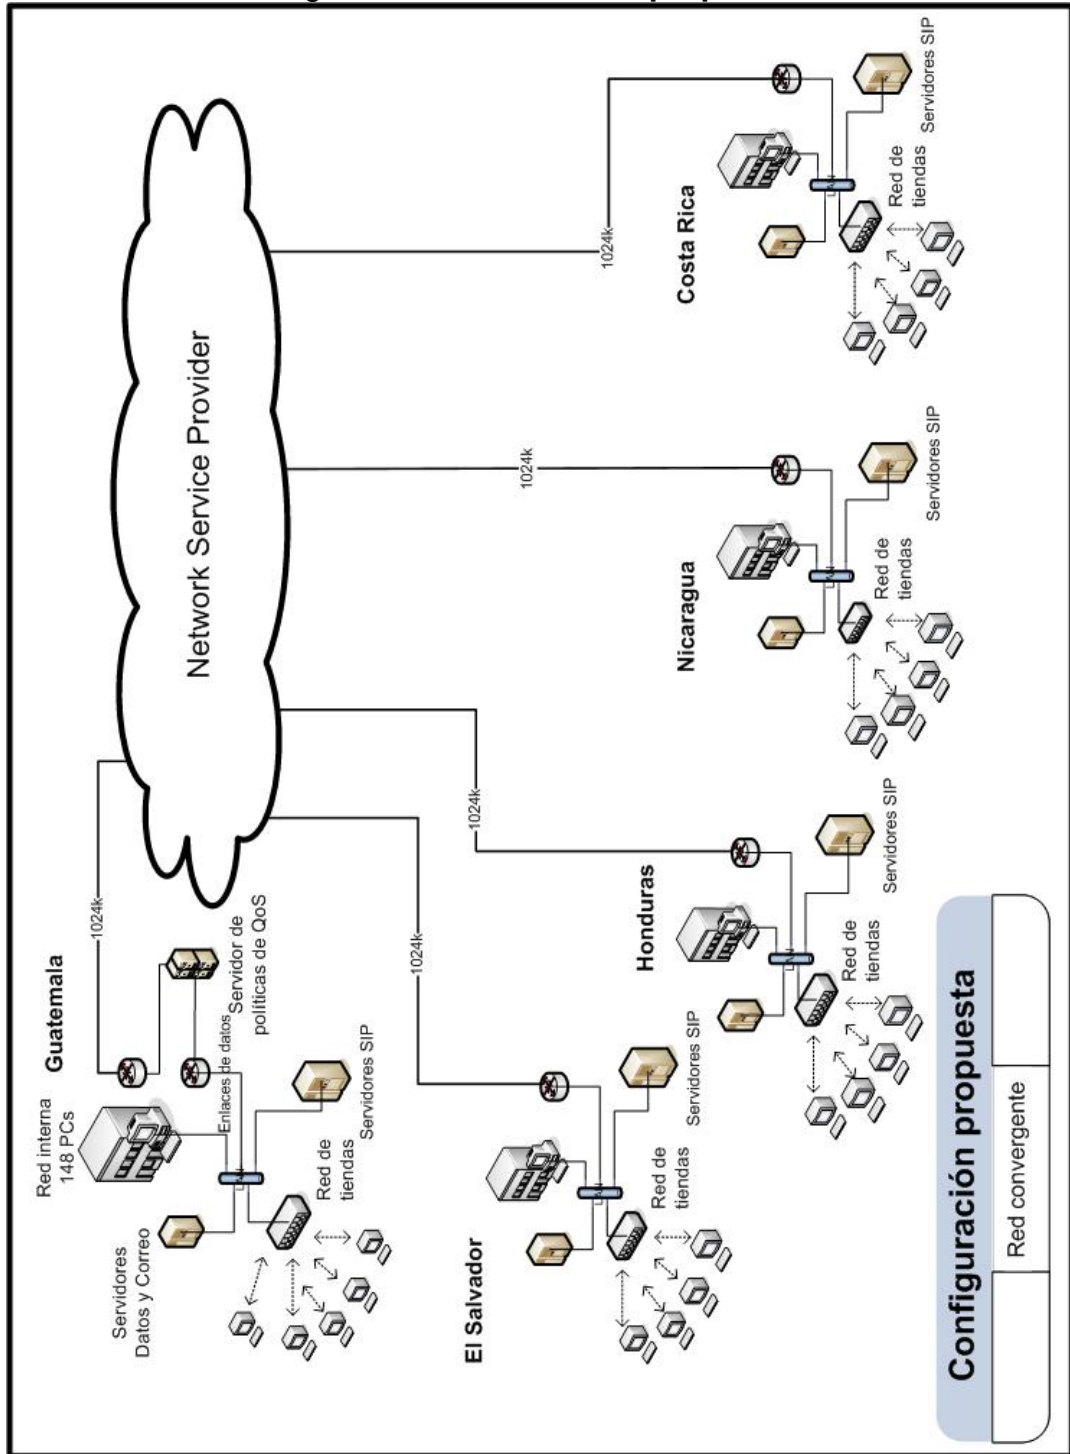 Network Service Provider
Guatemala
1024k
Red interna
148 PCs
Servidor de
políticas de QoS
Enlaces de datos
Servidores
Datos y Correo
Red de
tiendas
Servidores SIP
El Salvador
1024k
Red de
tiendas
Servidores SIP
Honduras
1024k
Red de
tiendas
Servidores SIP
Nicaragua
1024k
Red de
tiendas
Servidores SIP
Costa Rica
1024k
Red de
tiendas
Servidores SIP
Configuración propuesta
Red convergente